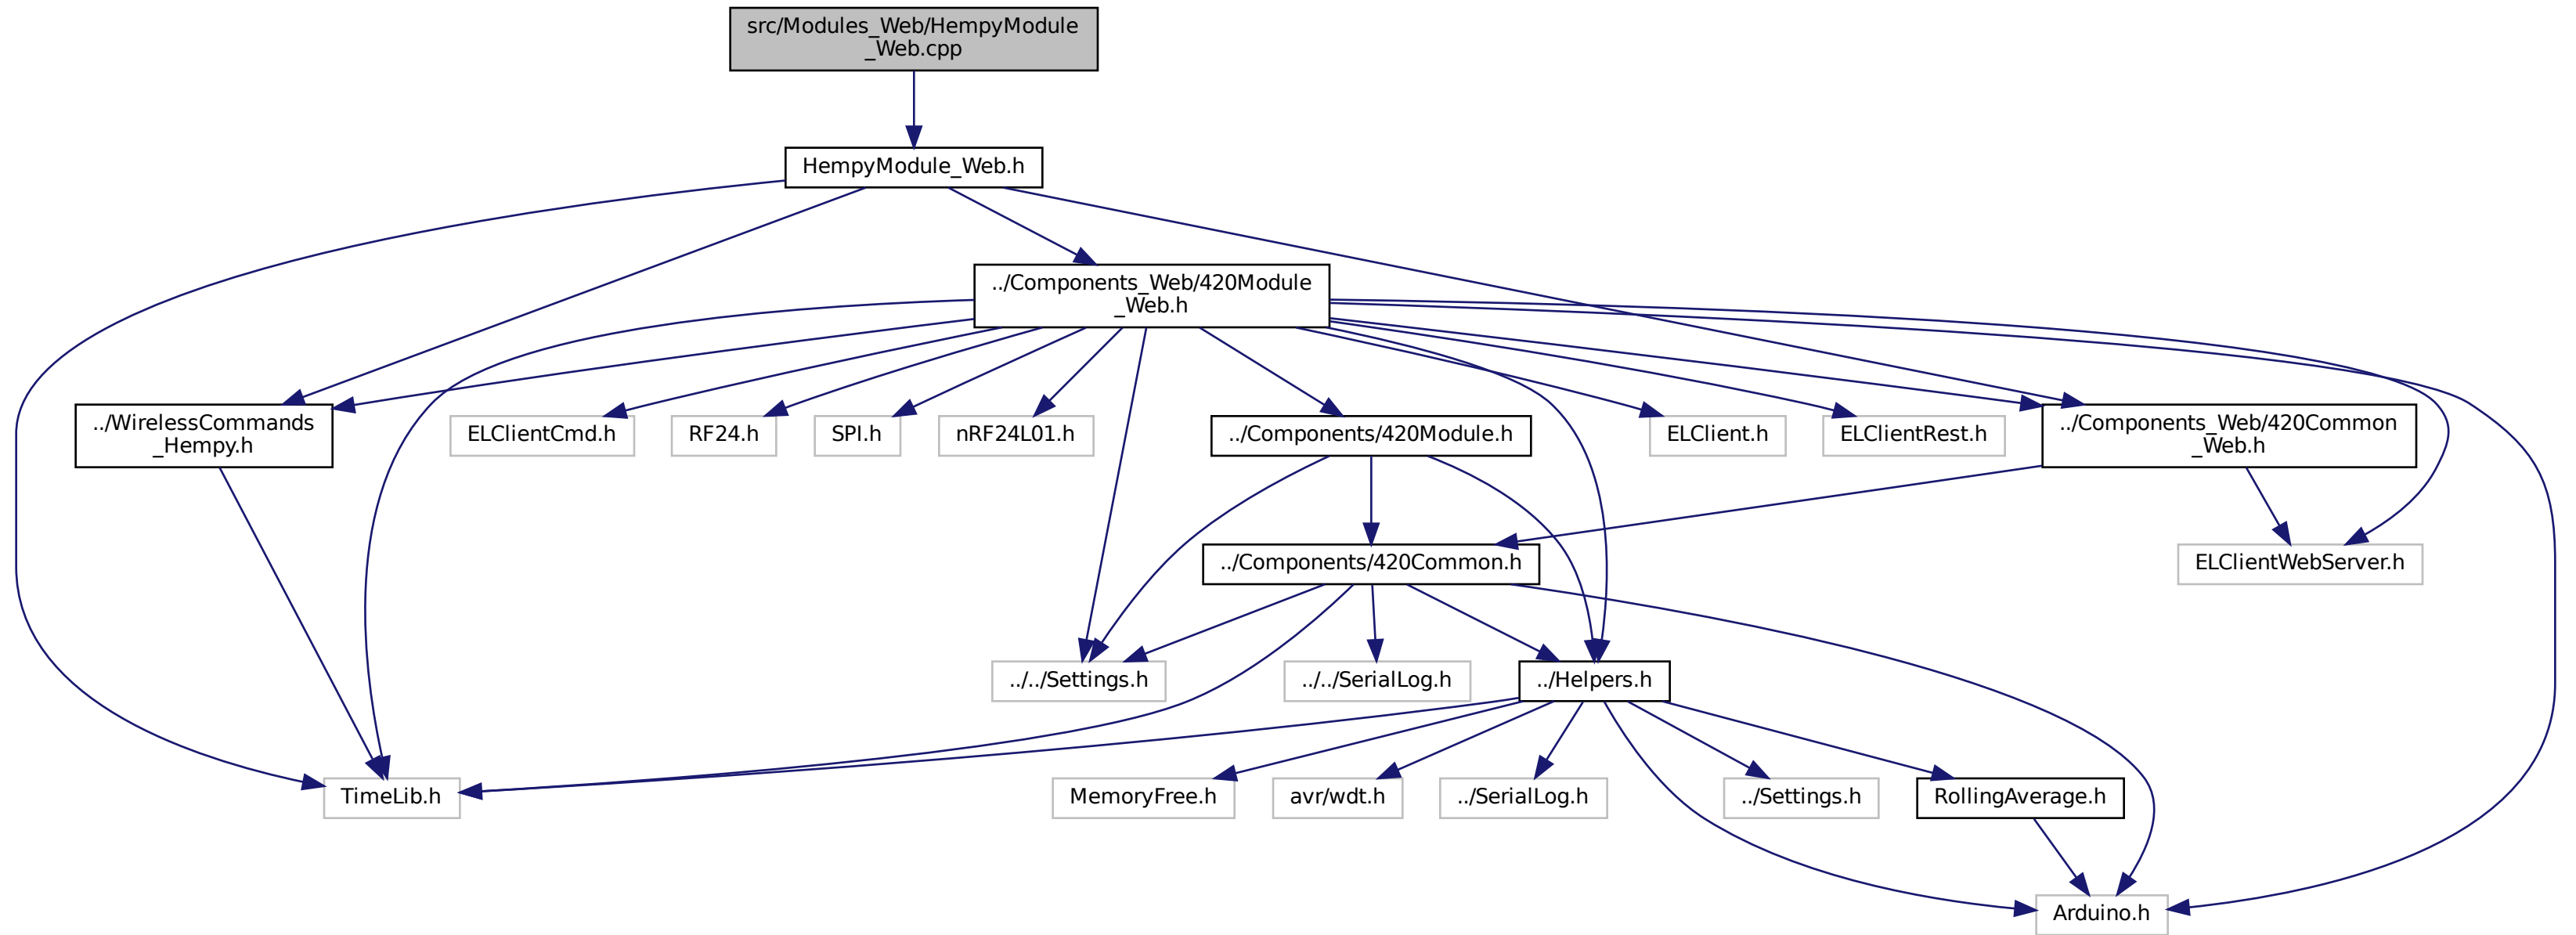 src/Modules_Web/HempyModule
_Web.cpp
HempyModule_Web.h
../Components_Web/420Module
_Web.h
../WirelessCommands
_Hempy.h
ELClientCmd.h
RF24.h
SPI.h
nRF24L01.h
../Components/420Module.h
ELClient.h
ELClientRest.h
../Components_Web/420Common
_Web.h
../Components/420Common.h
ELClientWebServer.h
../../Settings.h
../../SerialLog.h
../Helpers.h
TimeLib.h
MemoryFree.h
avr/wdt.h
../SerialLog.h
../Settings.h
RollingAverage.h
Arduino.h